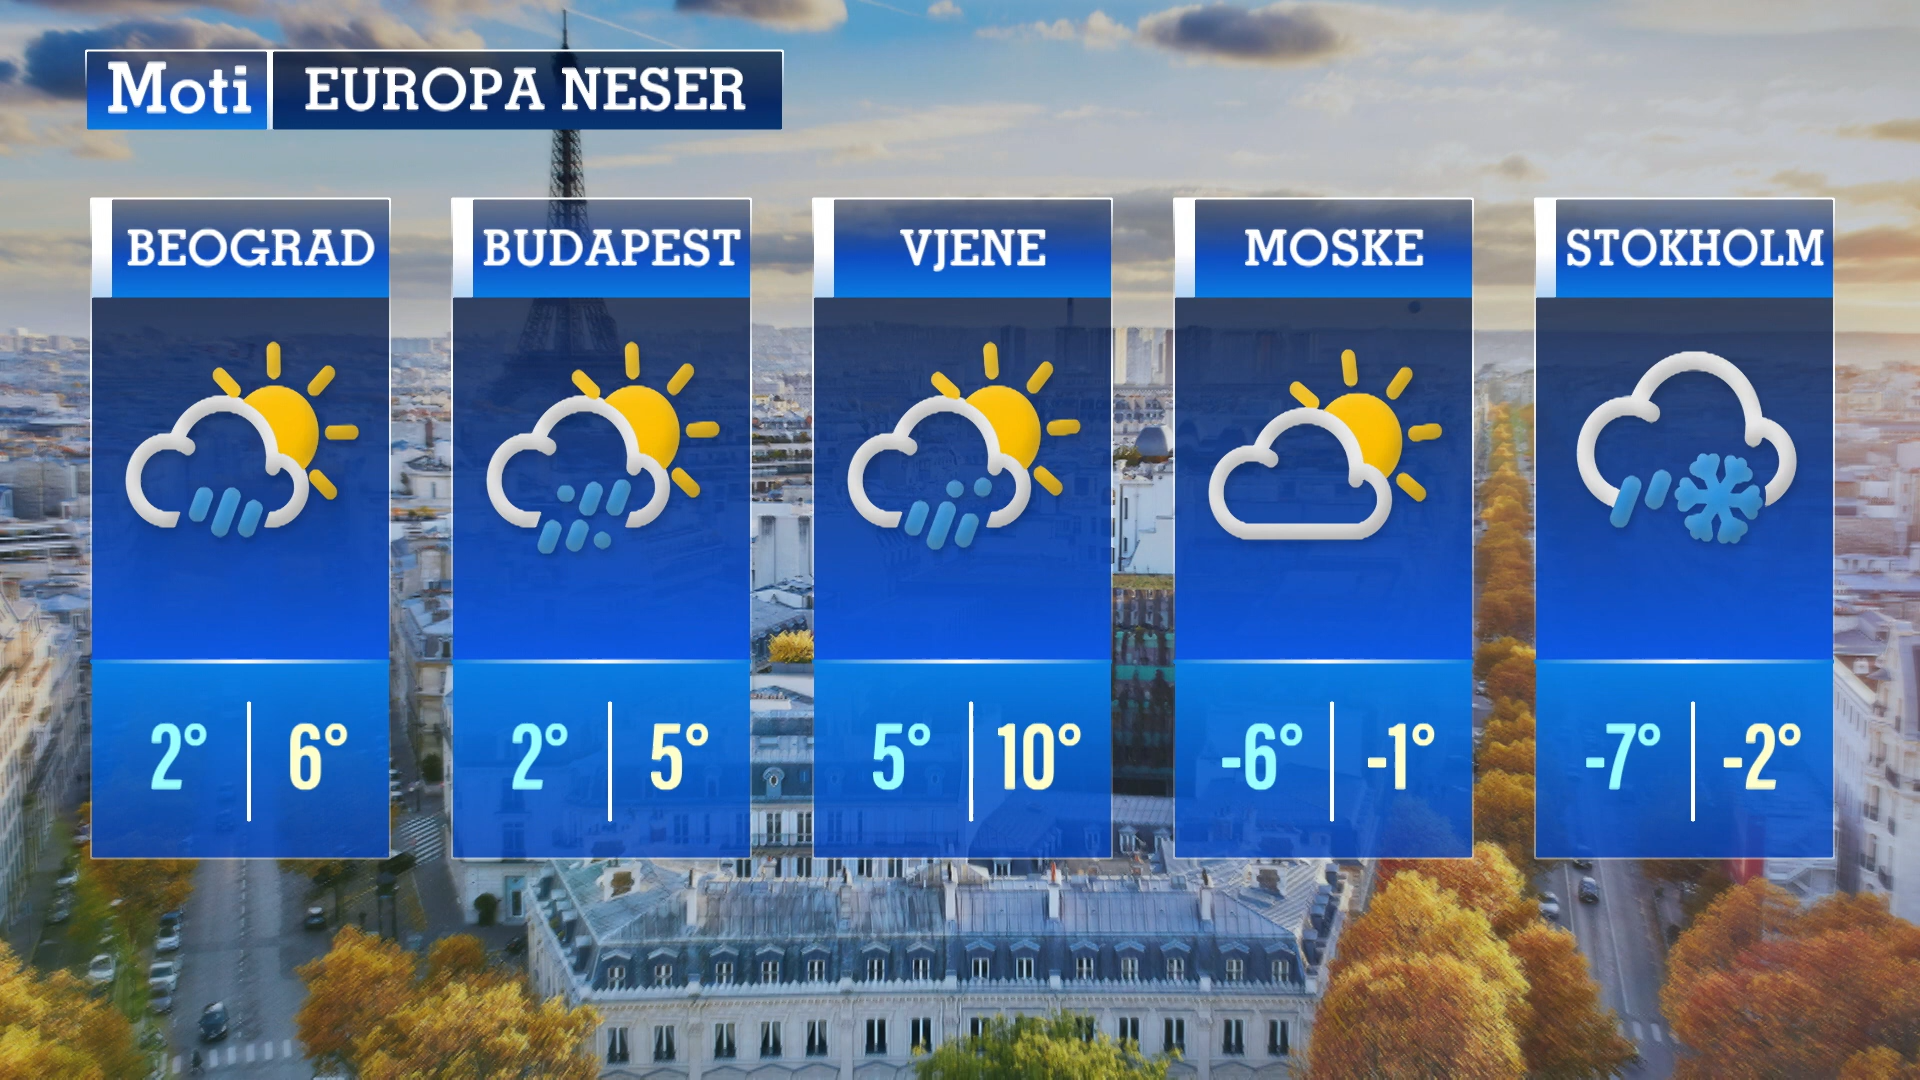 Moti EUROPA NESER
BEOGRAD
2° 6°
BUDAPEST
2° 5°
VJENE
5° 10°
MOSKE
-6° -1°
STOKHOLM
-7° -2°